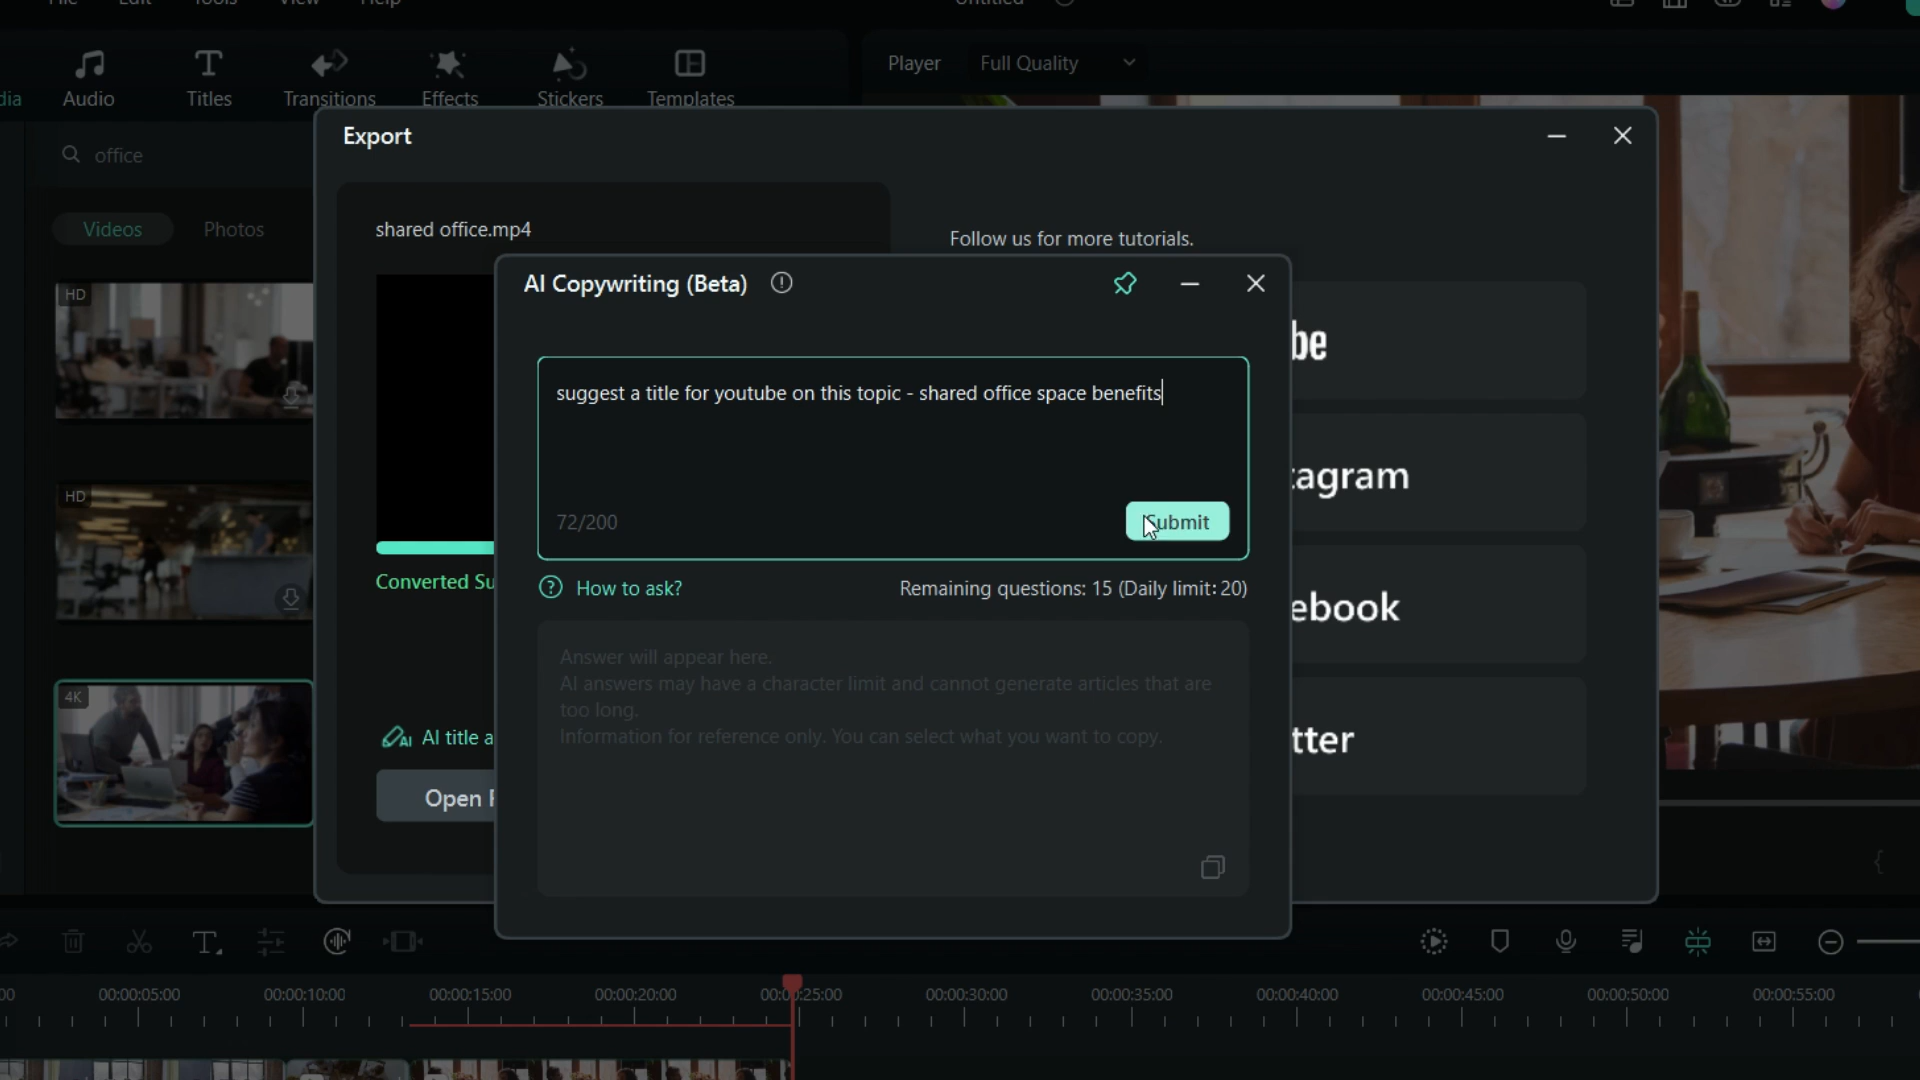 Untitled
Audio
Titles
Transitions
Effects
Stickers
Templates
Player
Full Quality
office
Videos
Photos
HD
HD
4K
Export
shared office.mp4
Follow us for more tutorials.
be
tagram
ebook
tter
Converted Su
AI title a
Open F
AI Copywriting (Beta)
suggest a title for youtube on this topic - shared office space benefits
72/200
Submit
How to ask?
Remaining questions: 15 (Daily limit: 20)
Answer will appear here.
AI answers may have a character limit and cannot generate articles that are
too long.
Information for reference only. You can select what you want to copy.
00:00:05:00
00:00:10:00
00:00:15:00
00:00:20:00
00:00:25:00
00:00:30:00
00:00:35:00
00:00:40:00
00:00:45:00
00:00:50:00
00:00:55:00